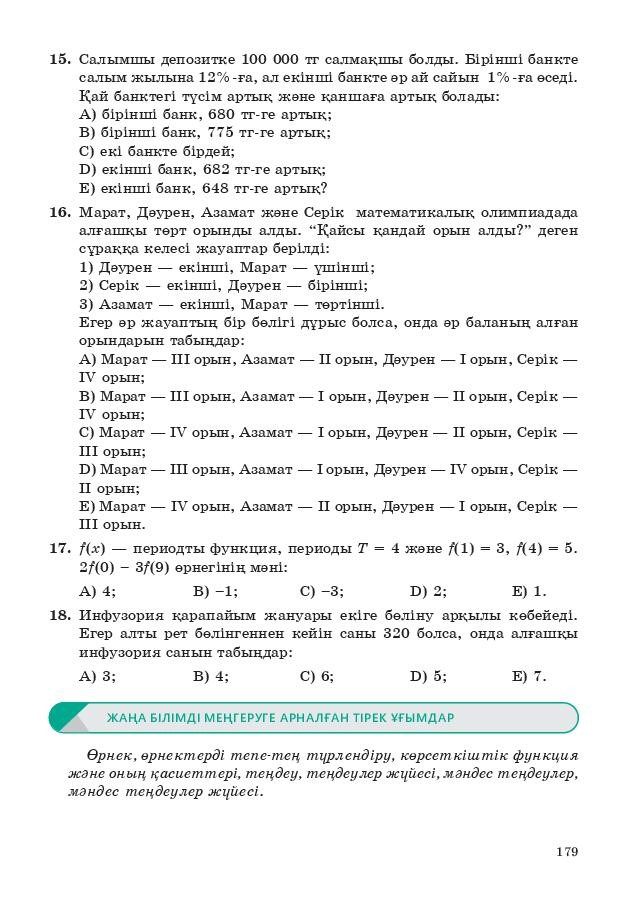 15. Салымшы депозитке 100 000 тг салмақшы болды. Бірінші банкте
салым жылына 12%-ға, ал екінші банкте әр ай сайын 1%-ға өседі.
Қай банктегі түсім артық және қаншаға артық болады:
A) бірінші банк, 680 тг-ге артық;
B) бірінші банк, 775 тг-ге артық;
C) екі банкте бірдей;
D) екінші банк, 682 тг-ге артық;
E) екінші банк, 648 тг-ге артық?
16. Марат, Дәурен, Азамат және Серік математикалық олимпиадада
алғашқы төрт орынды алды. “Қайсы қандай орын алды?” деген
сұраққа келесі жауаптар берілді:
1) Дәурен — екінші, Марат — үшінші;
2) Серік — екінші, Дәурен — бірінші;
3) Азамат — екінші, Марат — төртінші.
Егер әр жауаптың бір бөлігі дұрыс болса, онда әр баланың алған
орындарын табыңдар:
A) Марат — III орын, Азамат — II орын, Дәурен — I орын, Серік —
IV орын;
B) Марат — III орын, Азамат — I орын, Дәурен — II орын, Серік —
IV орын;
C) Марат — IV орын, Азамат — I орын, Дәурен — II орын, Серік —
III орын;
D) Марат — III орын, Азамат — I орын, Дәурен — IV орын, Серік —
II орын;
E) Марат — IV орын, Азамат — II орын, Дәурен — I орын, Серік —
III орын.
17. f(x) — периодты функция, периоды T = 4 және f(1) = 3, f(4) = 5.
2f(0) – 3f(9) өрнегінің мәні:
A) 4; B) –1; C) –3; D) 2; E) 1.
18. Инфузория қарапайым жануары екіге бөліну арқылы көбейеді.
Егер алты рет бөлінгеннен кейін саны 320 болса, онда алғашқы
инфузория санын табыңдар:
A) 3; B) 4; C) 6; D) 5; E) 7.
ЖАҢА БІЛІМДІ МЕҢГЕРУГЕ АРНАЛҒАН ТІРЕК ҰҒЫМДАР
Өрнек, өрнектерді тепе-тең түрлендіру, көрсеткіштік функция
және оның қасиеттері, теңдеу, теңдеулер жүйесі, мәндес теңдеулер,
мәндес теңдеулер жүйесі.
179